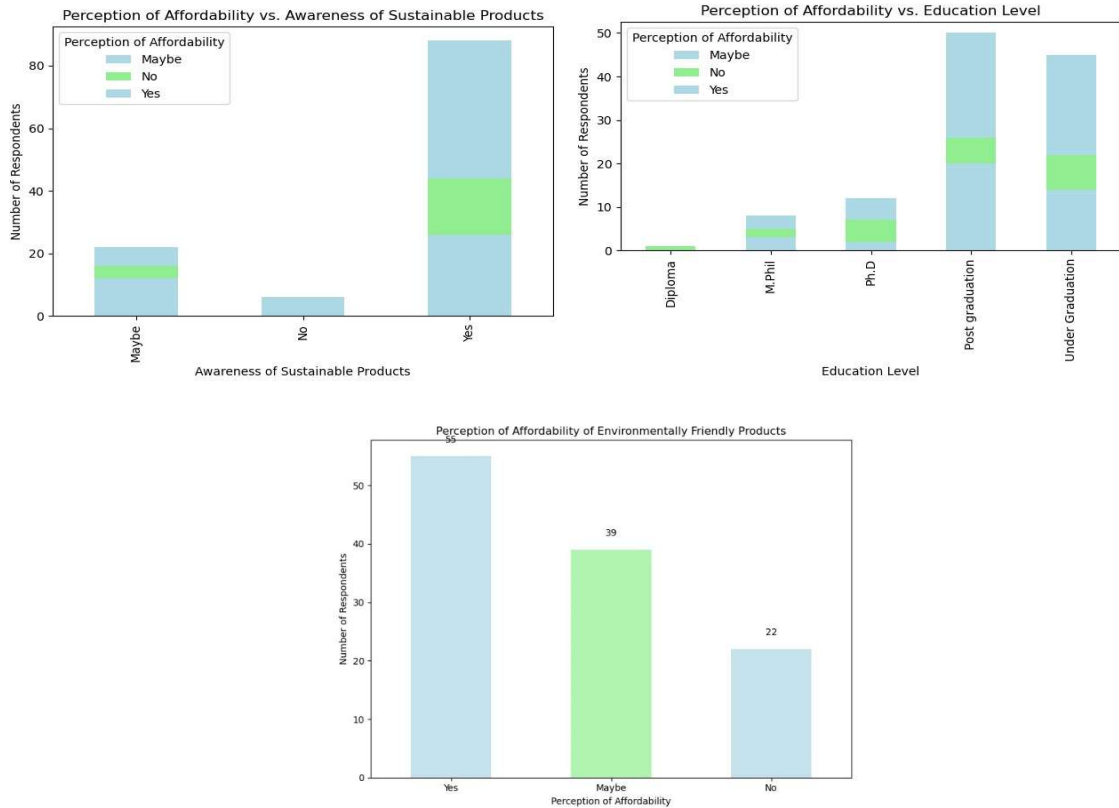 Perception of Affordability vs. Awareness of Sustainable Products
Perception of Affordability
Maybe
No
Yes
80
60
40
20
0
Number of Respondents
Maybe
No
Yes
Awareness of Sustainable Products
Perception of Affordability vs. Education Level
Perception of Affordability
Maybe
No
Yes
50
40
30
20
10
0
Number of Respondents
Diploma
M.Phil
Ph.D
Post graduation
Under Graduation
Education Level
Perception of Affordability of Environmentally Friendly Products
55
39
22
50
40
30
20
10
0
Number of Respondents
Yes
Maybe
No
Perception of Affordability